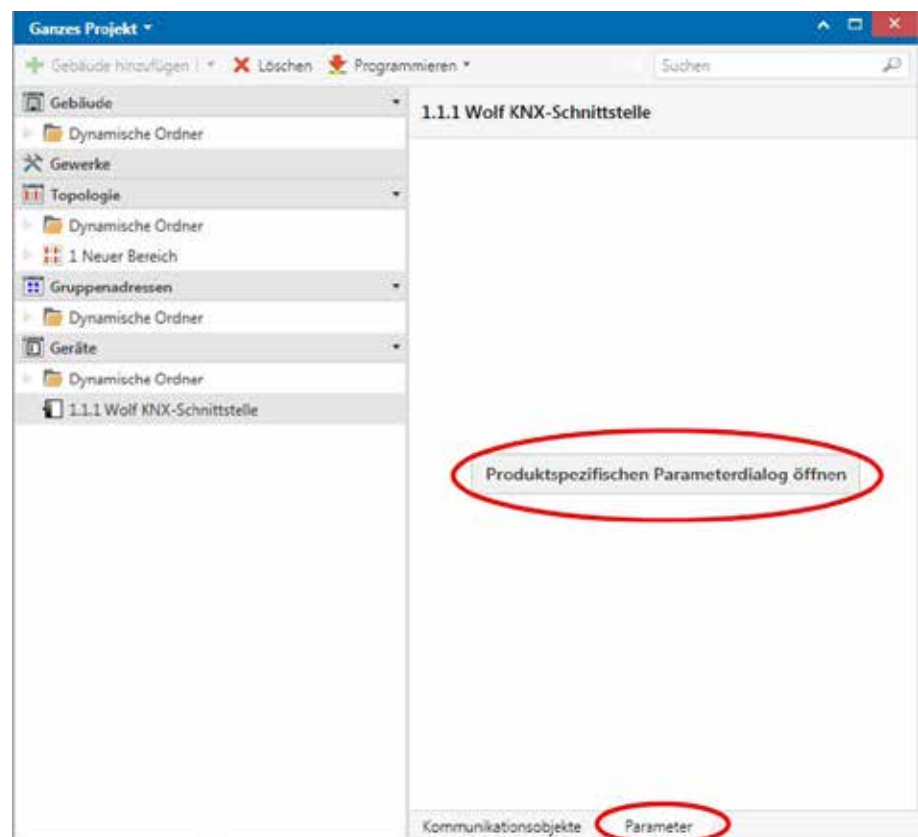 Ganzes Projekt
Gebäude hinzufügen Löschen Programmieren Suchen
Gebäude
Dynamische Ordner
Gewerke
Topologie
Dynamische Ordner
1 Neuer Bereich
Gruppenadressen
Dynamische Ordner
Geräte
Dynamische Ordner
1.1.1 Wolf KNX-Schnittstelle
1.1.1 Wolf KNX-Schnittstelle
Produktspezifischen Parameterdialog öffnen
Kommunikationsobjekte Parameter